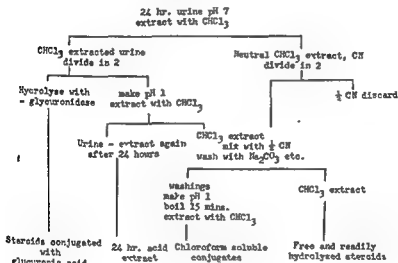 24 hr. urine pH 7
extract with CHCl3
CHCl3 extracted urine
divide in 2
Neutral CHCl3 extract, CN
divide in 2
Hydrolyse with
- glycuronidase
make pH 1
extract with CHCl3
½ CN discard
Urine - extract again
after 24 hours
CHCl3 extract
mix with ½ CN
wash with Na2CO3 etc.
washings
make pH 1
boil 15 mins.
extract with CHCl3
CHCl3 extract
Steroids conjugated
with
glucuronic acid
24 hr. acid
extract
Chloroform soluble
conjugates
Free and readily
hydrolyzed steroids